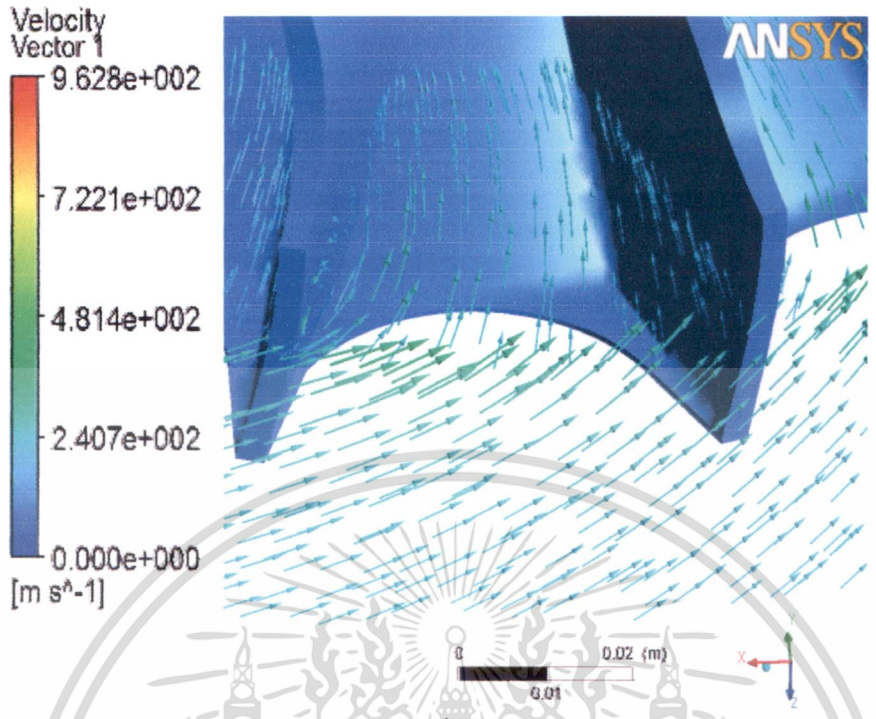 Velocity
Vector 1
ANSYS
9.628e+002
7.221e+002
4.814e+002
2.407e+002
0.000e+000
[m s^-1]
0 0.02 (m)
0.01
Y
X
Z